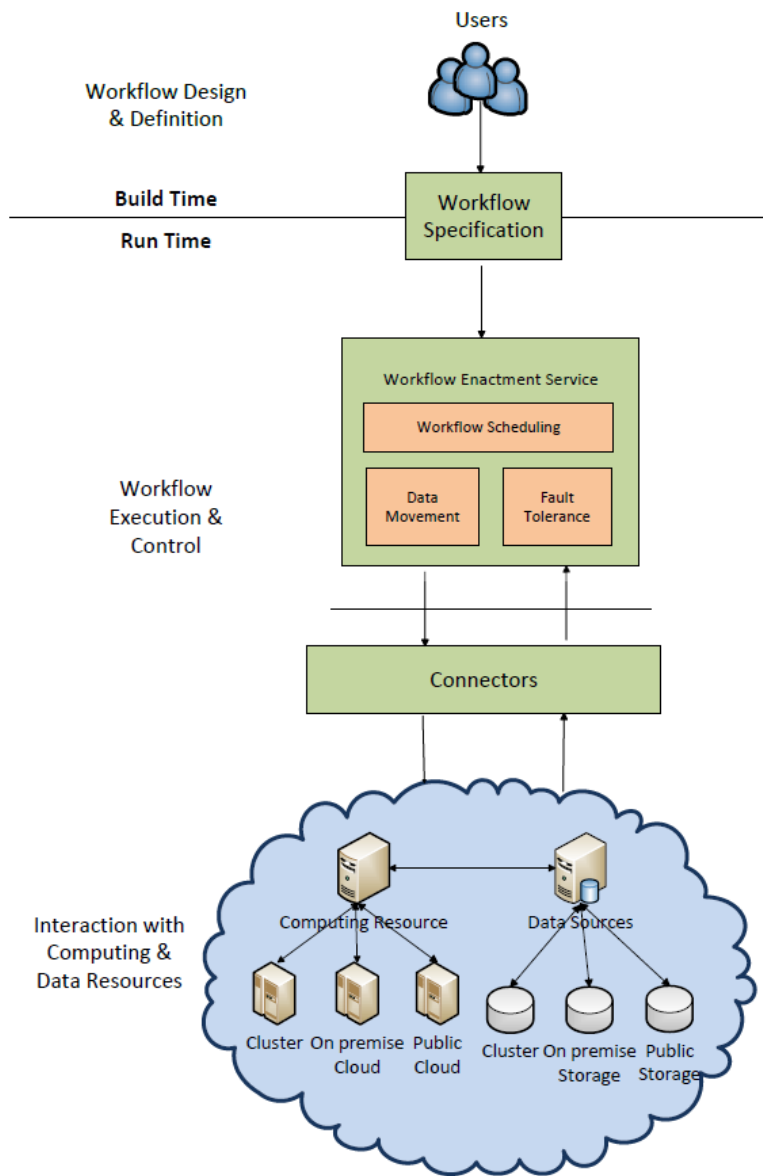 Users
Workflow Design
& Definition
Build Time
Workflow
Specification
Run Time
Workflow Enactment Service
Workflow Scheduling
Data
Movement
Fault
Tolerance
Workflow
Execution &
Control
Connectors
Computing Resource
Data Sources
Interaction with
Computing &
Data Resources
Cluster
On premise
Cloud
Public
Cloud
Cluster
On premise
Storage
Public
Storage